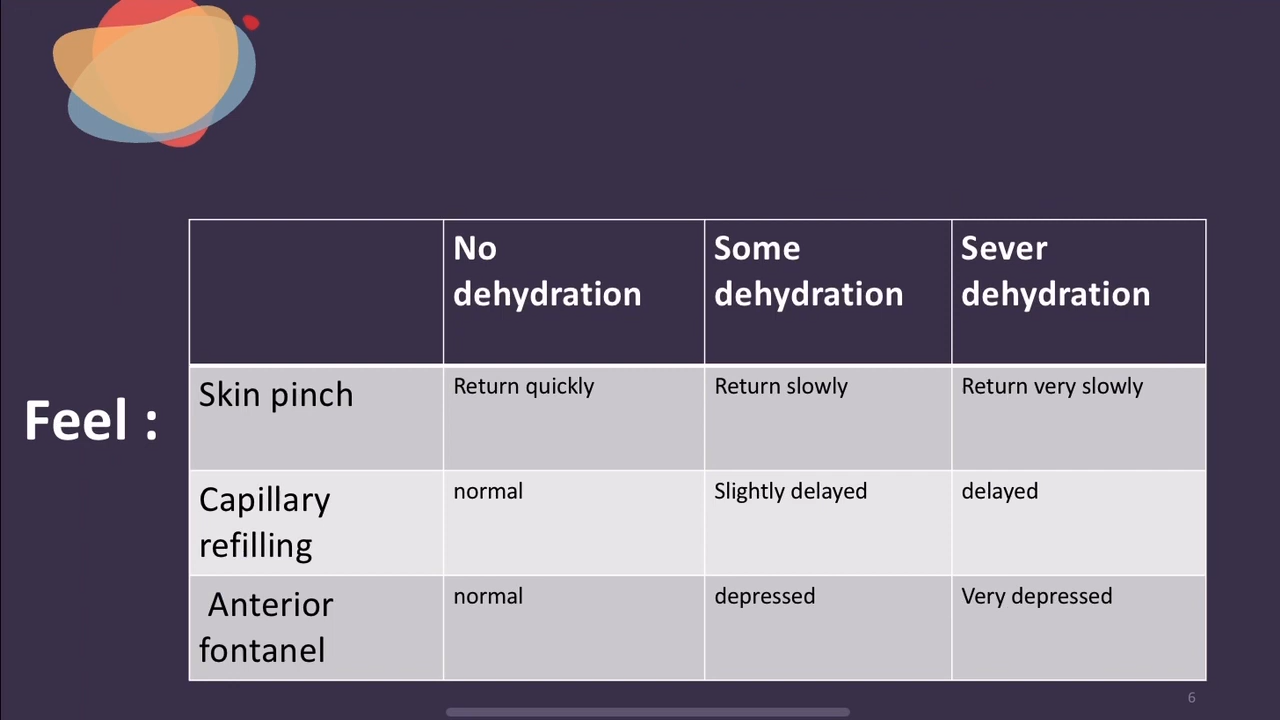 No
dehydration
Some
dehydration
Sever
dehydration
Feel :
Skin pinch
Return quickly
Return slowly
Return very slowly
Capillary
refilling
normal
Slightly delayed
delayed
Anterior
fontanel
normal
depressed
Very depressed
6